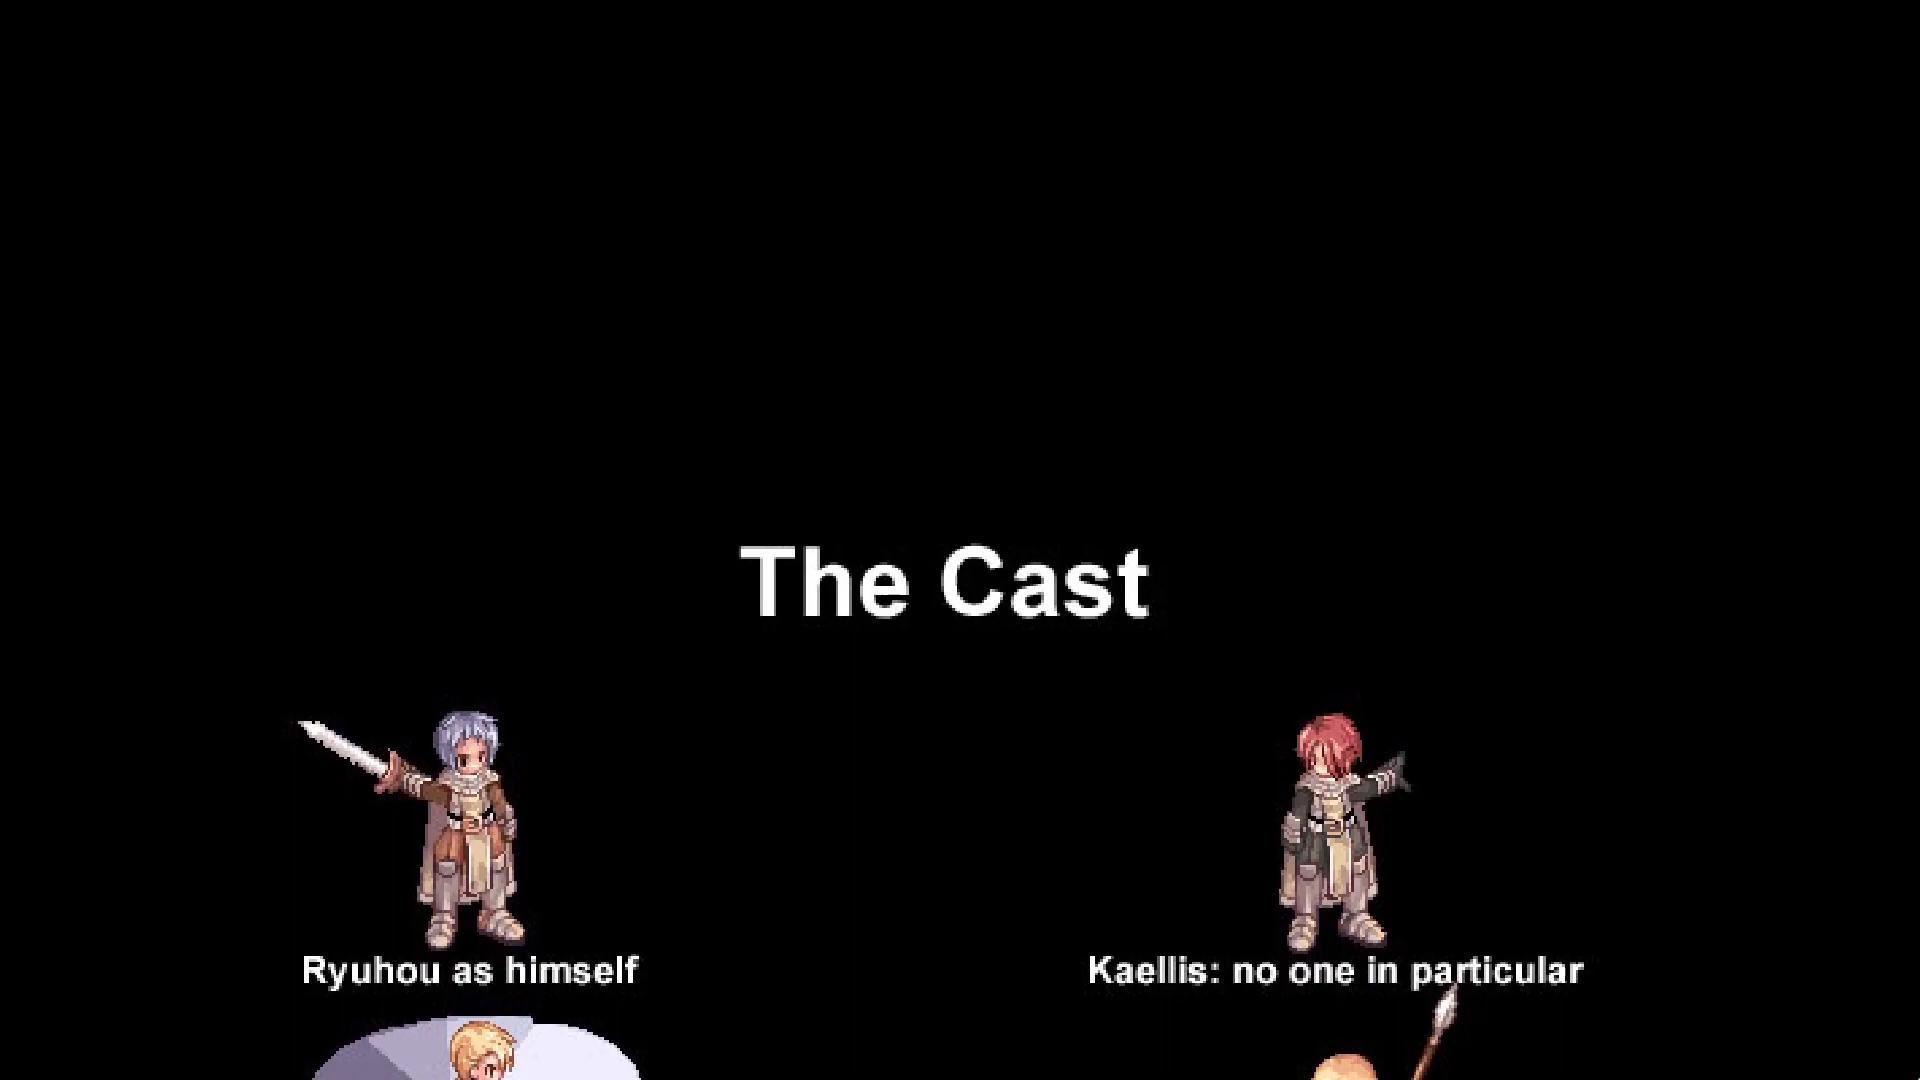 The Cast
Ryuhou as himself
Kaellis: no one in particular